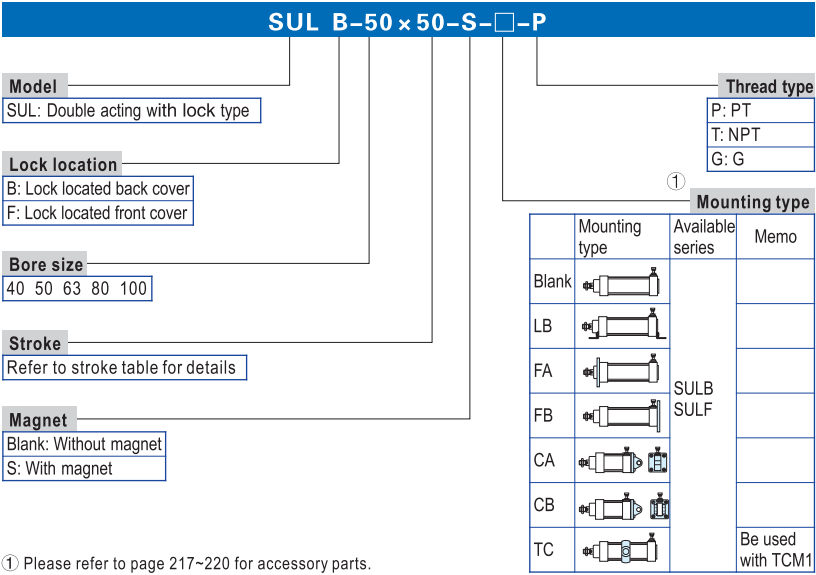 SUL B-50×50-S-□-P
Model
SUL: Double acting with lock type
Lock location
B: Lock located back cover
F: Lock located front cover
Bore size
40 50 63 80 100
Stroke
Refer to stroke table for details
Magnet
Blank: Without magnet
S: With magnet
Thread type
P: PT
T: NPT
G: G
①
Mounting type
Mounting type
Available series
Memo
Blank
LB
FA
FB
CA
CB
TC
SULB
SULF
Be used
with TCM1
① Please refer to page 217~220 for accessory parts.